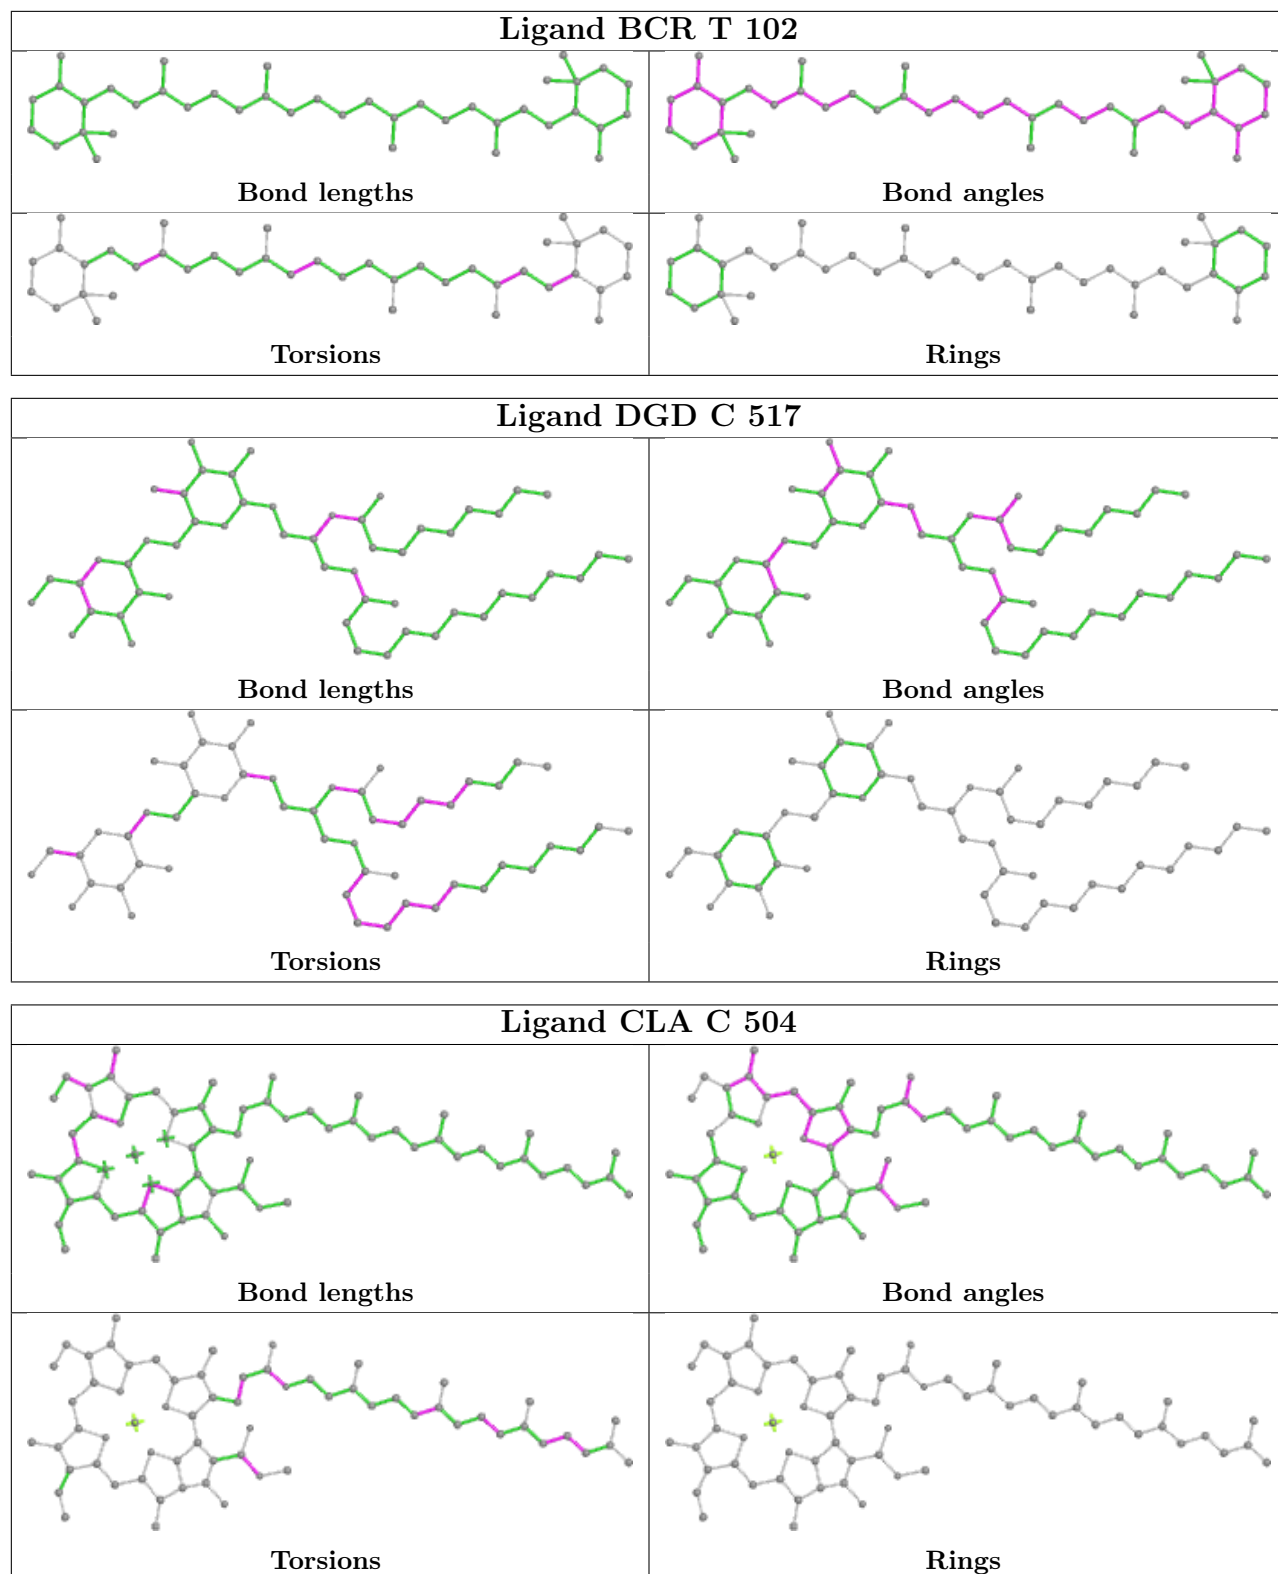 Ligand BCR T 102
Bond lengths
Bond angles
Torsions
Rings
Ligand DGD C 517
Bond lengths
Bond angles
Torsions
Rings
Ligand CLA C 504
Bond lengths
Bond angles
Torsions
Rings